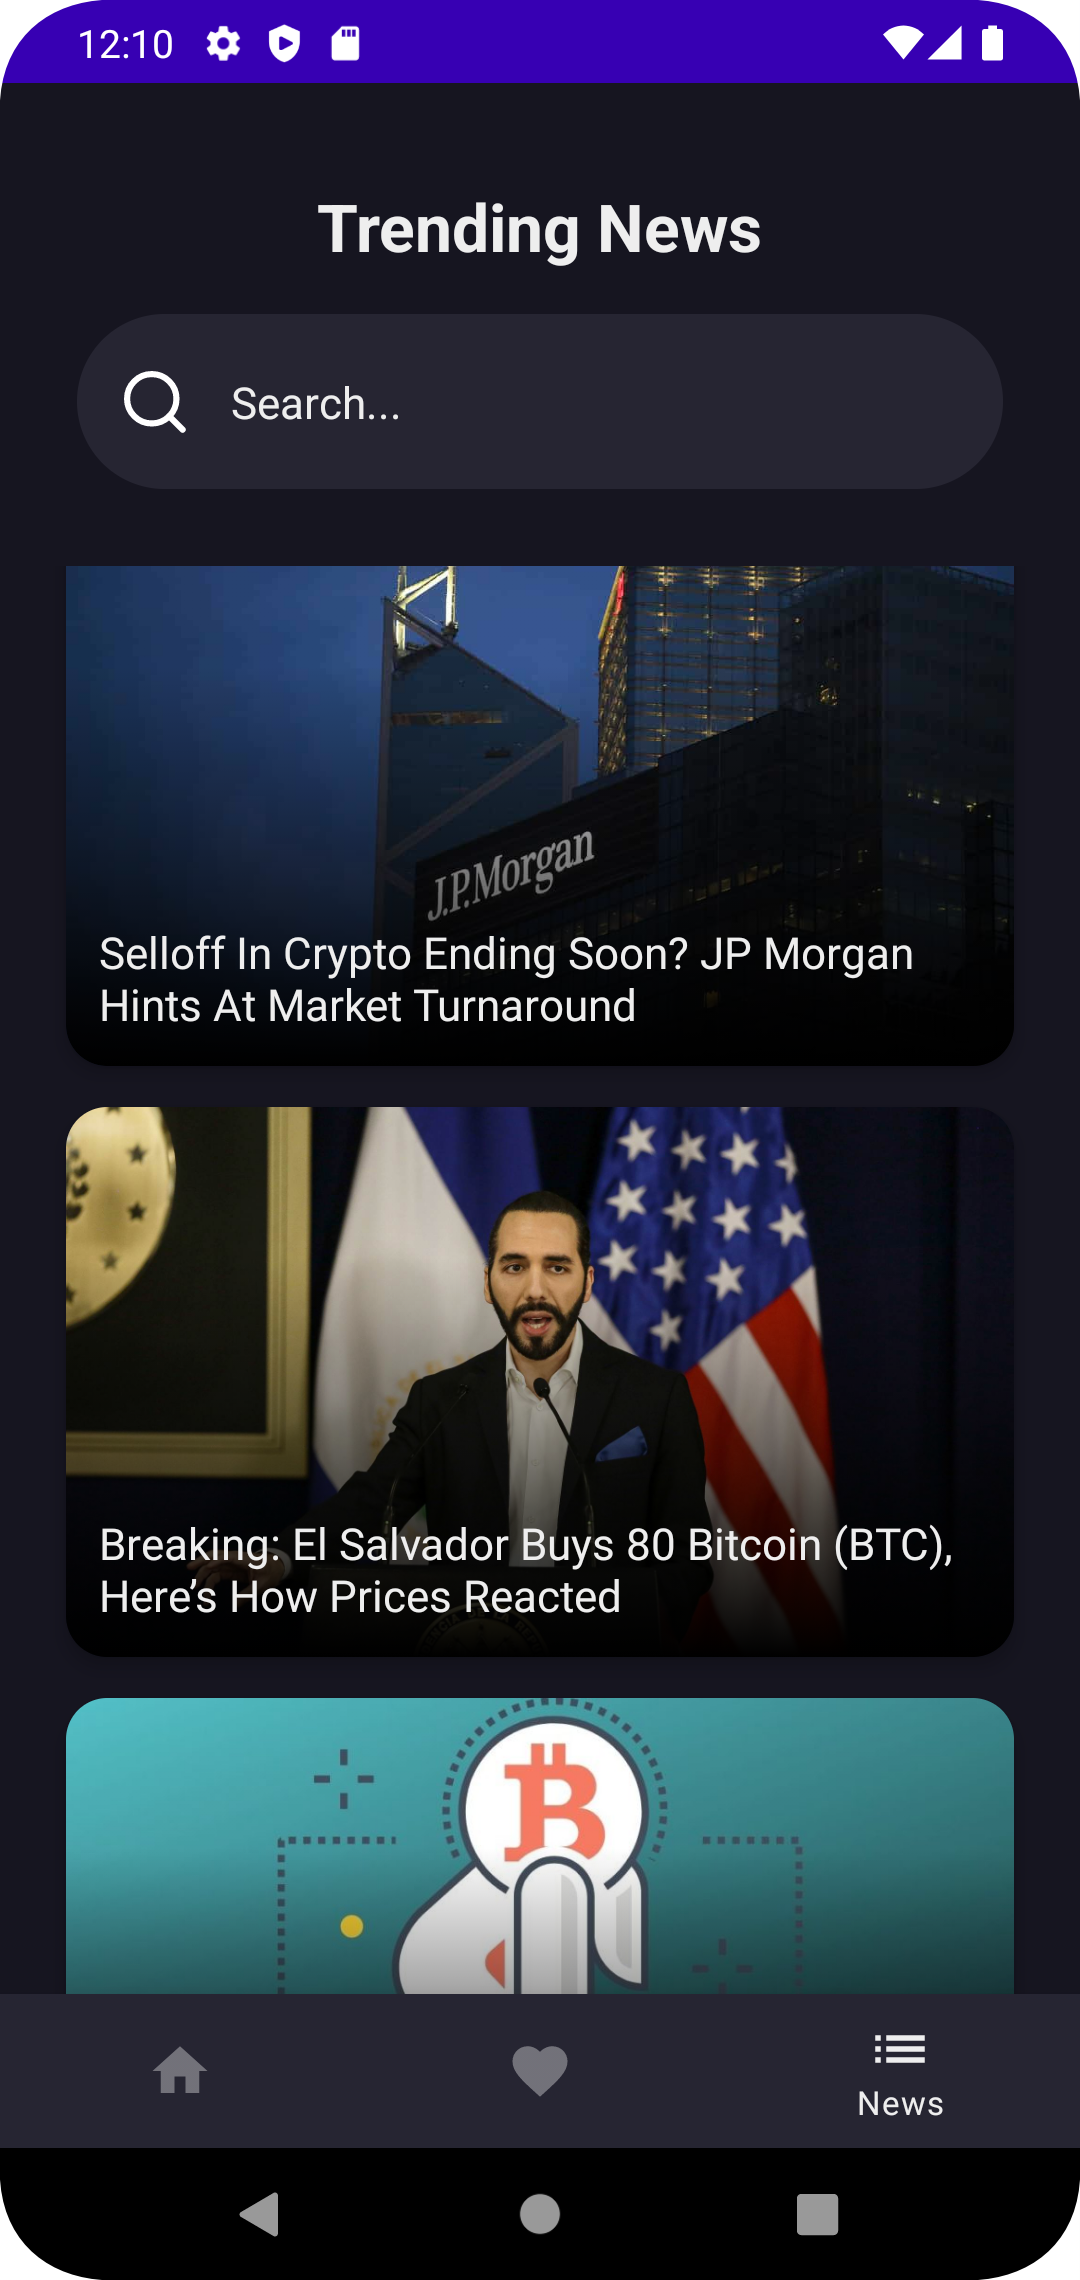 12:10
Trending News
Search...
J.P.Morgan
Selloff In Crypto Ending Soon? JP Morgan
Hints At Market Turnaround
Breaking: El Salvador Buys 80 Bitcoin (BTC),
Here’s How Prices Reacted
News